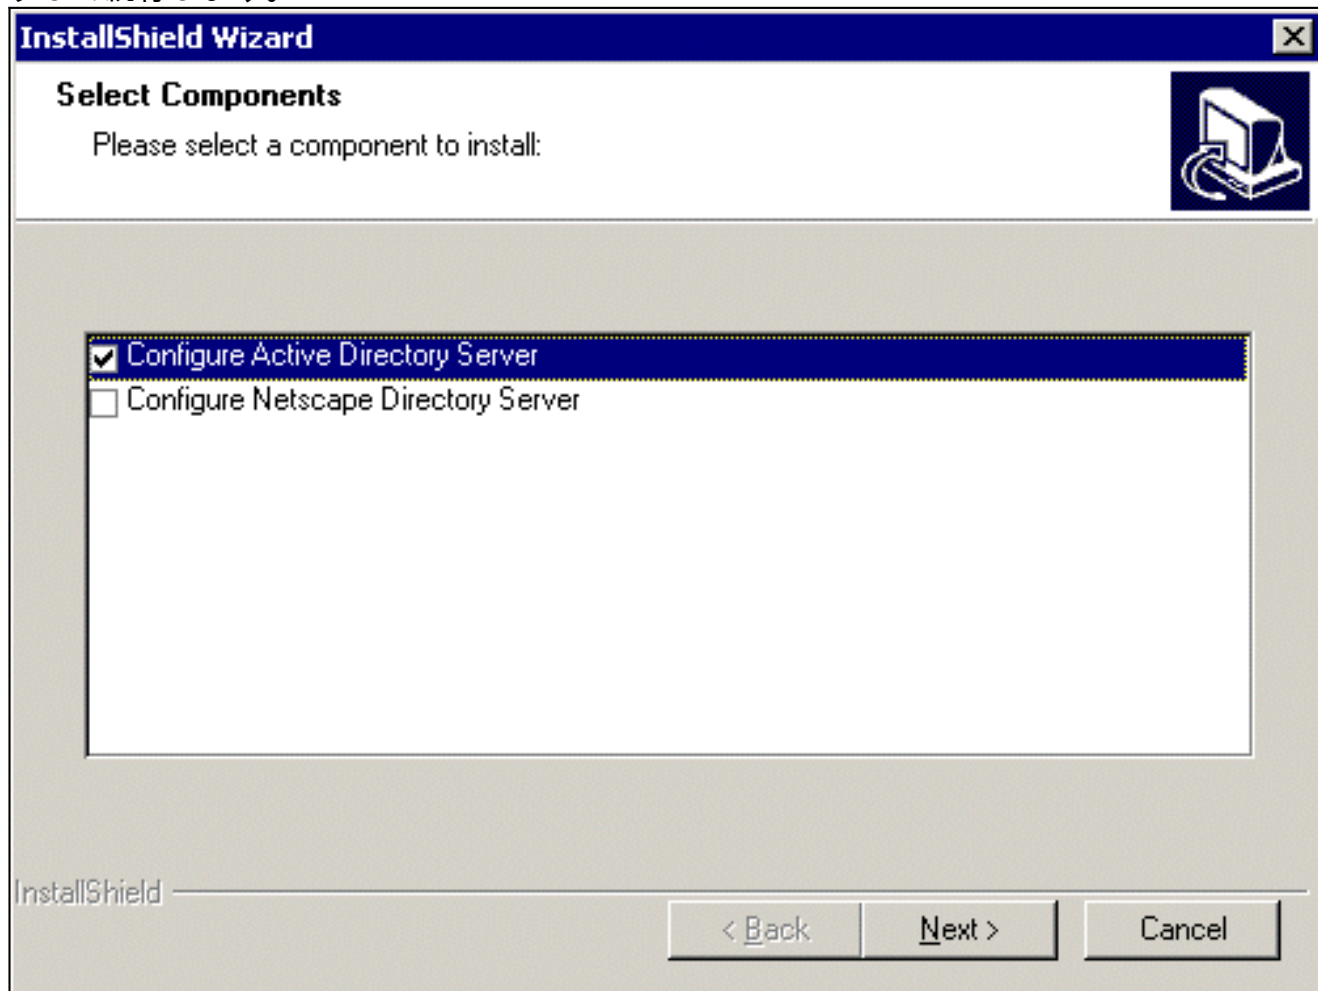 InstallShield Wizard
Select Components
Please select a component to install:
Configure Active Directory Server
Configure Netscape Directory Server
InstallShield
< Back
Next >
Cancel